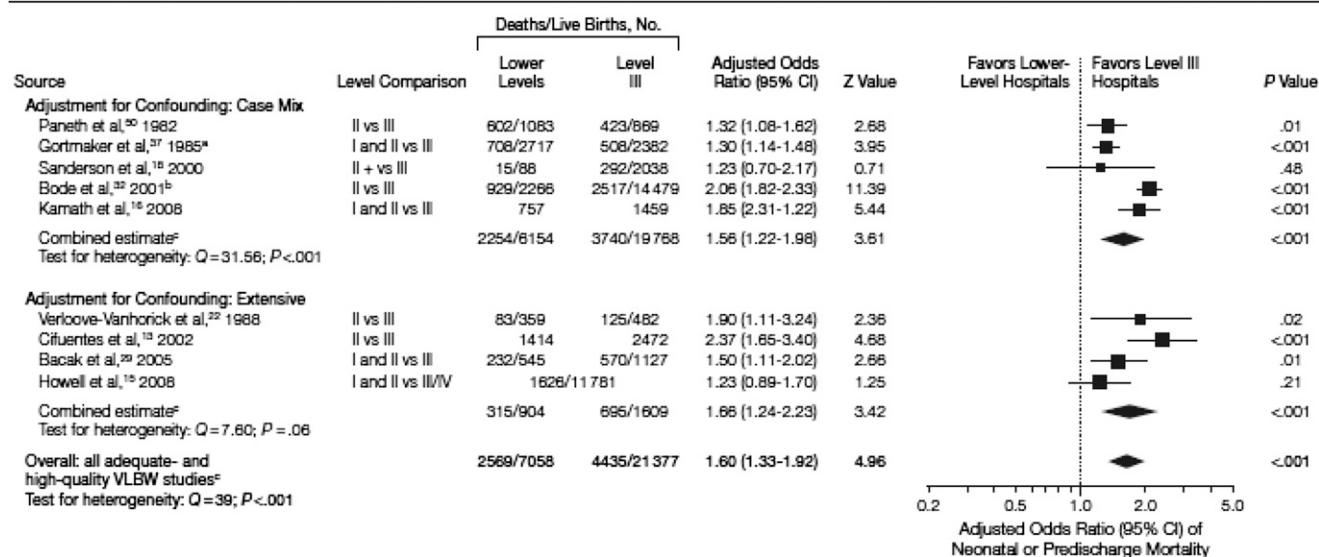 Deaths/Live Births, No.
Source Level Comparison Lower Levels Level III Adjusted Odds Ratio (95% CI) Z Value Favors Lower-Level Hospitals Favors Level III Hospitals P Value
Adjustment for Confounding: Case Mix
Paneth et al,⁵⁰ 1982 II vs III 602/1083 423/869 1.32 (1.08-1.62) 2.68 .01
Gortmaker et al,³⁷ 1985ᵃ I and II vs III 708/2717 508/2382 1.30 (1.14-1.48) 3.95 <.001
Sanderson et al,¹⁸ 2000 II + vs III 15/88 292/2038 1.23 (0.70-2.17) 0.71 .48
Bode et al,³² 2001ᵇ II vs III 929/2266 2517/14 479 2.06 (1.82-2.33) 11.39 <.001
Kamath et al,¹⁶ 2008 I and II vs III 757 1459 1.85 (2.31-1.22) 5.44 <.001
Combined estimateᶜ 2254/6154 3740/19 768 1.56 (1.22-1.98) 3.61 <.001
Test for heterogeneity: Q=31.56; P<.001
Adjustment for Confounding: Extensive
Verloove-Vanhorick et al,²² 1988 II vs III 83/359 125/482 1.90 (1.11-3.24) 2.36 .02
Cifuentes et al,¹³ 2002 II vs III 1414 2472 2.37 (1.65-3.40) 4.68 <.001
Bacak et al,²⁹ 2005 I and II vs III 232/545 570/1127 1.50 (1.11-2.02) 2.66 .01
Howell et al,¹⁵ 2008 I and II vs III/IV 1626/11 781 1.23 (0.89-1.70) 1.25 .21
Combined estimateᶜ 315/904 695/1609 1.66 (1.24-2.23) 3.42 <.001
Test for heterogeneity: Q=7.60; P=.06
Overall: all adequate- and 2569/7058 4435/21 377 1.60 (1.33-1.92) 4.96 <.001
high-quality VLBW studiesᶜ
Test for heterogeneity: Q=39; P<.001
0.2 0.5 1.0 2.0 5.0
Adjusted Odds Ratio (95% CI) of
Neonatal or Predischarge Mortality